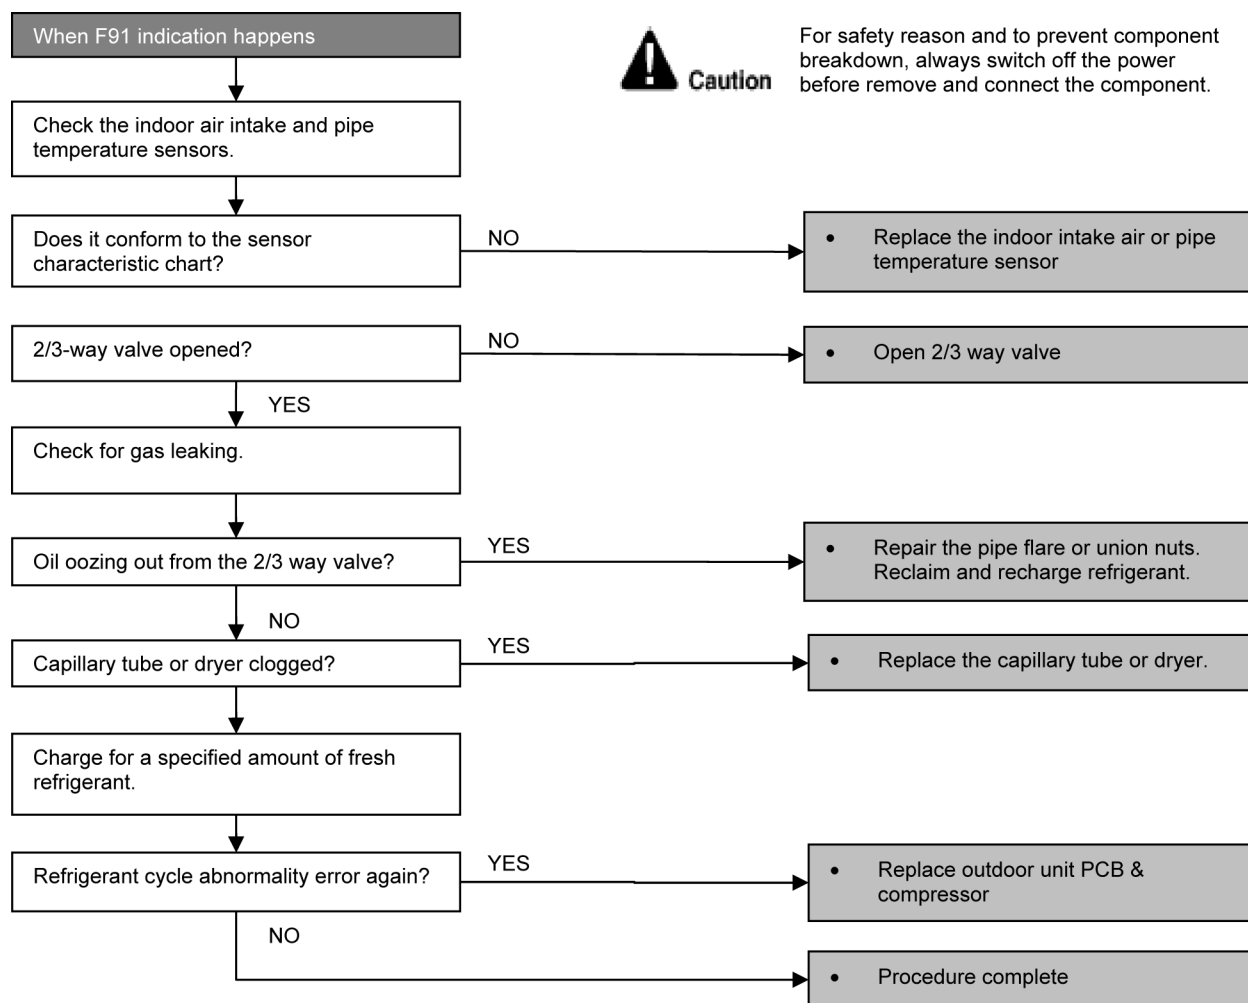 When F91 indication happens
Caution
For safety reason and to prevent component
breakdown, always switch off the power
before remove and connect the component.
Check the indoor air intake and pipe
temperature sensors.
Does it conform to the sensor
characteristic chart?
NO
• Replace the indoor intake air or pipe
temperature sensor
2/3-way valve opened?
NO
• Open 2/3 way valve
YES
Check for gas leaking.
Oil oozing out from the 2/3 way valve?
YES
• Repair the pipe flare or union nuts.
Reclaim and recharge refrigerant.
NO
Capillary tube or dryer clogged?
YES
• Replace the capillary tube or dryer.
Charge for a specified amount of fresh
refrigerant.
Refrigerant cycle abnormality error again?
YES
• Replace outdoor unit PCB &
compressor
NO
• Procedure complete